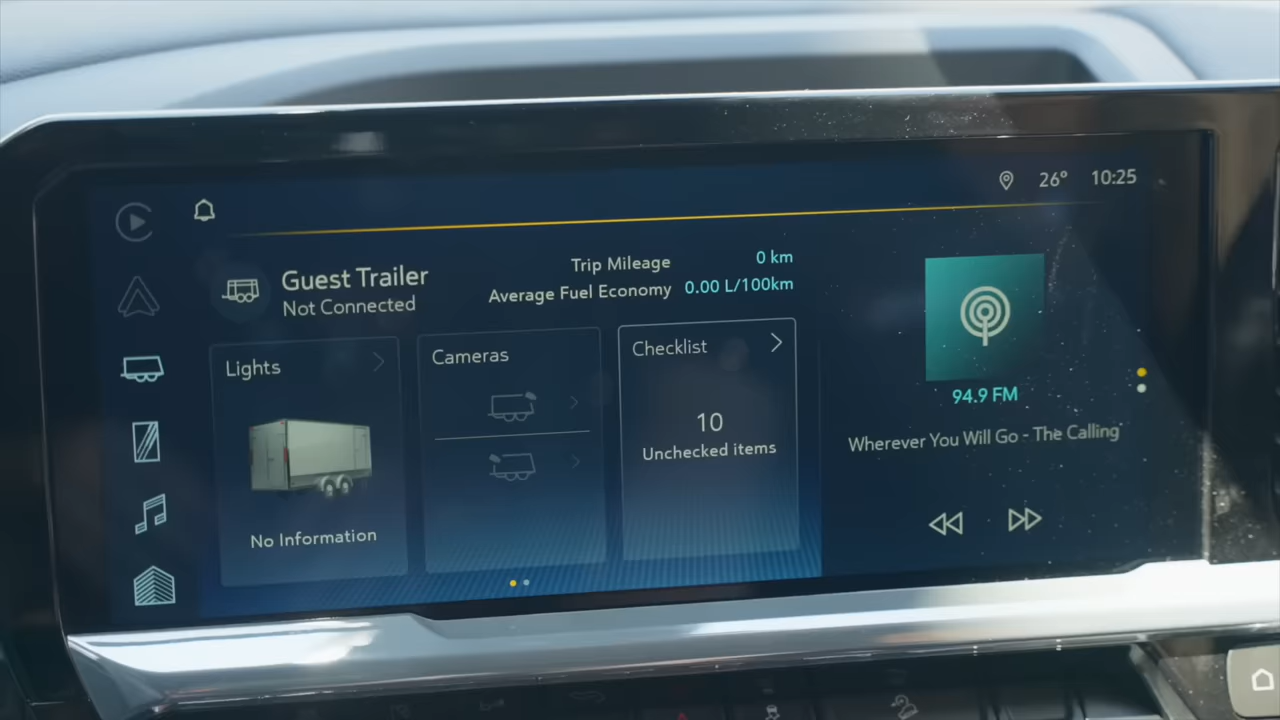 26° 10:25
Guest Trailer
Not Connected
Trip Mileage 0 km
Average Fuel Economy 0.00 L/100km
Lights
No Information
Cameras
Checklist
10
Unchecked items
94.9 FM
Wherever You Will Go - The Calling